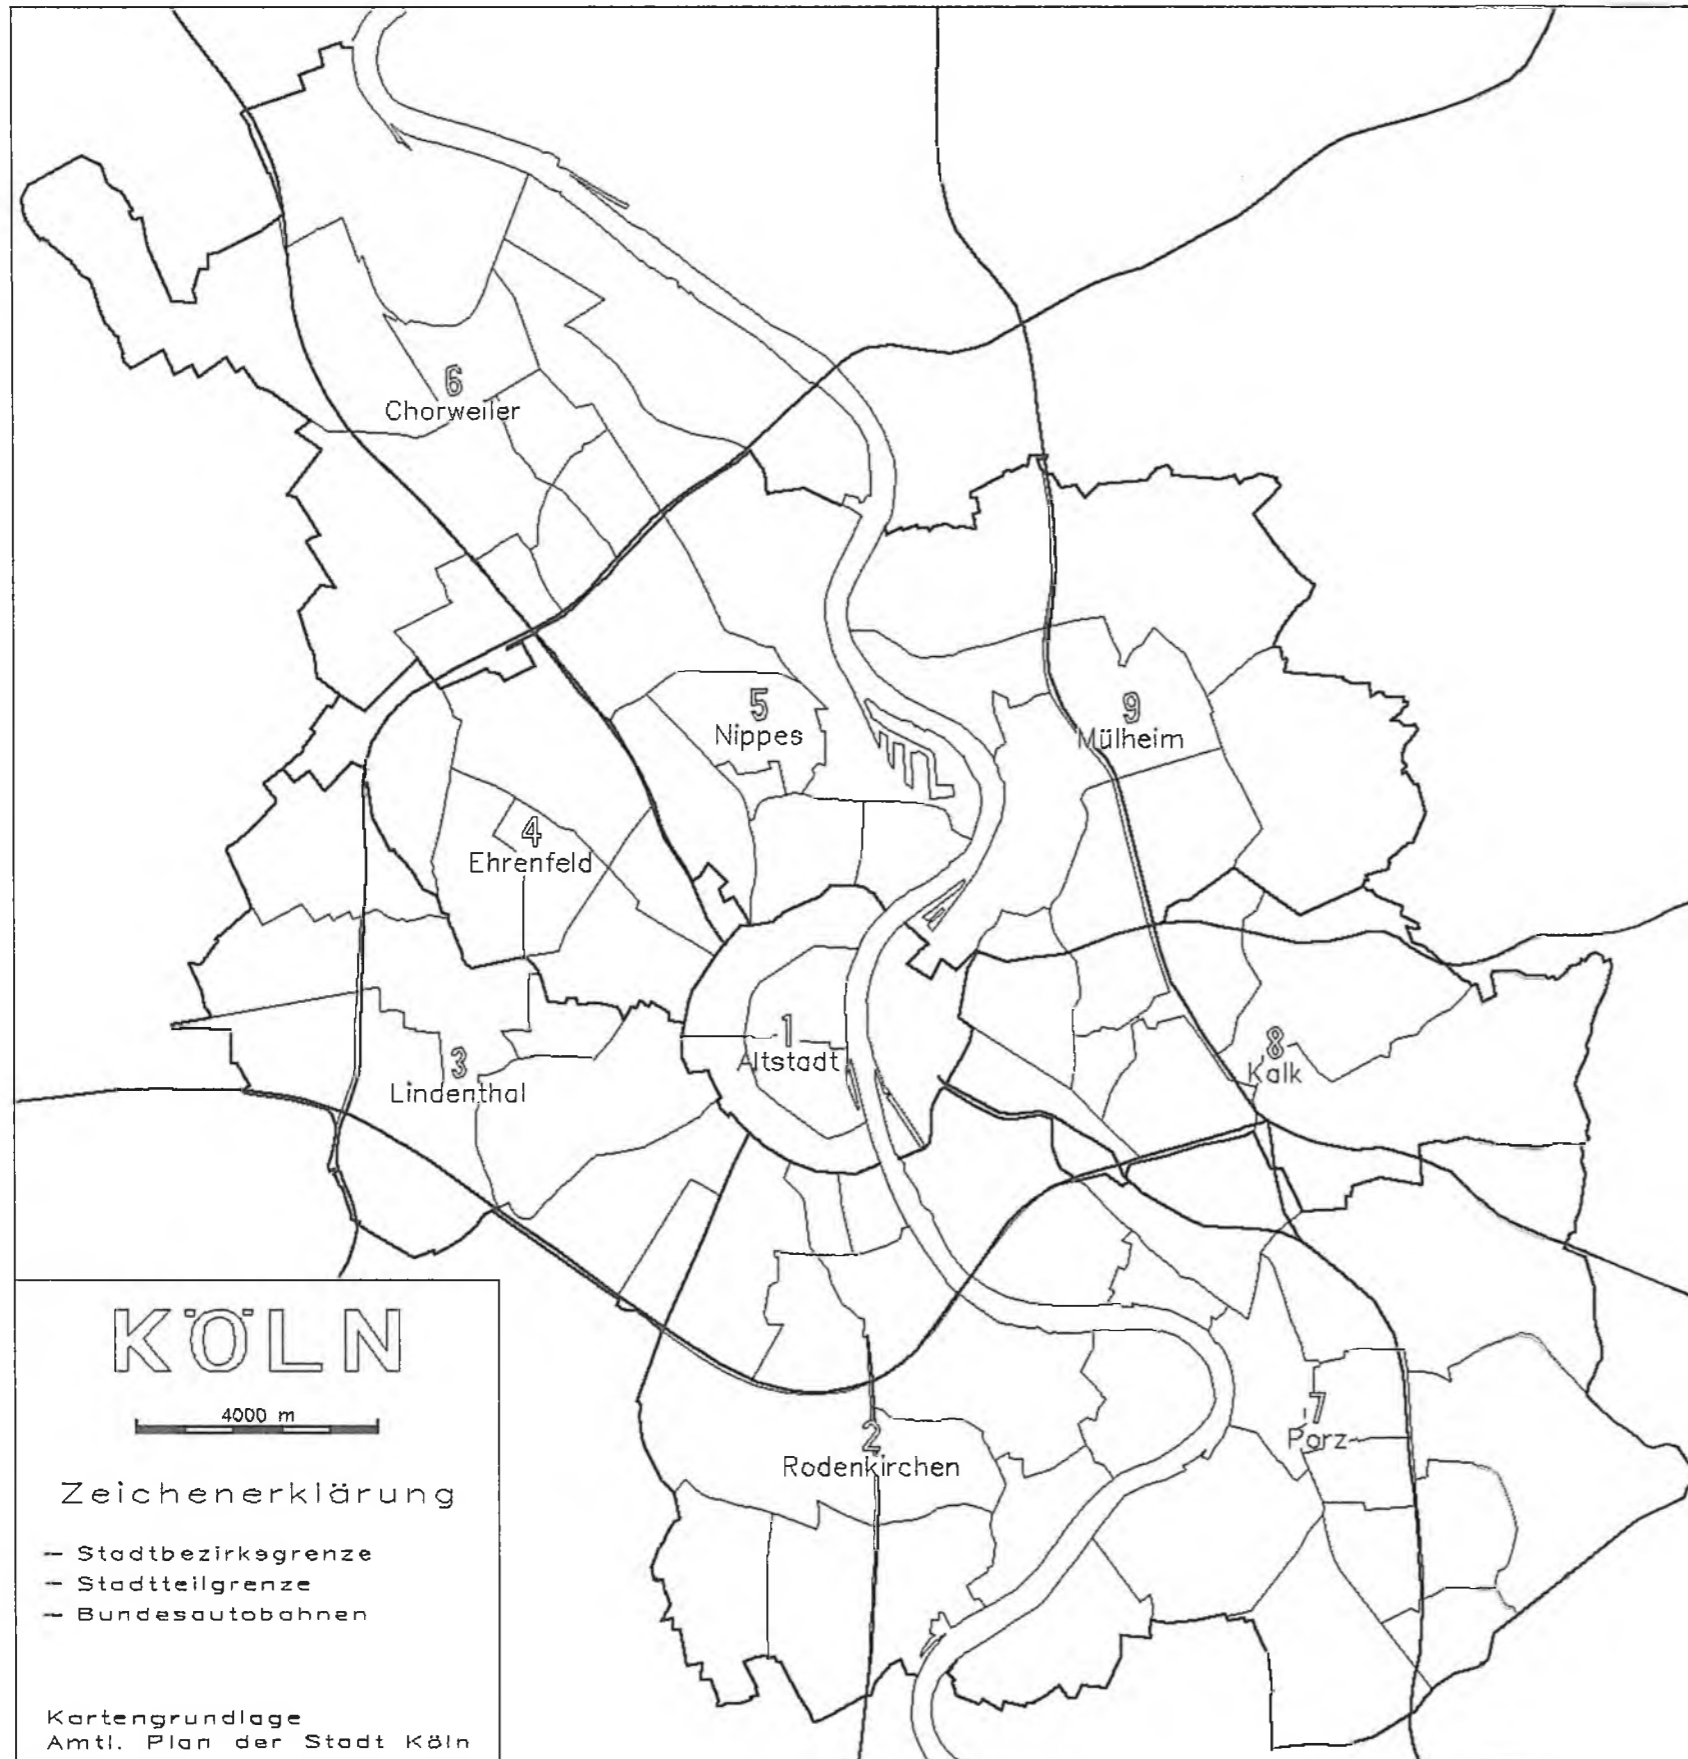 6
Chorweiler
5
Nippes
9
Mülheim
4
Ehrenfeld
1
Altstadt
3
Lindenthal
8
Kalk
7
Porz
2
Rodenkirchen
KÖLN
4000 m
Zeichenerklärung
— Stadtbezirksgrenze
— Stadtteilgrenze
— Bundesautobahnen
Kartengrundlage
Amtl. Plan der Stadt Köln